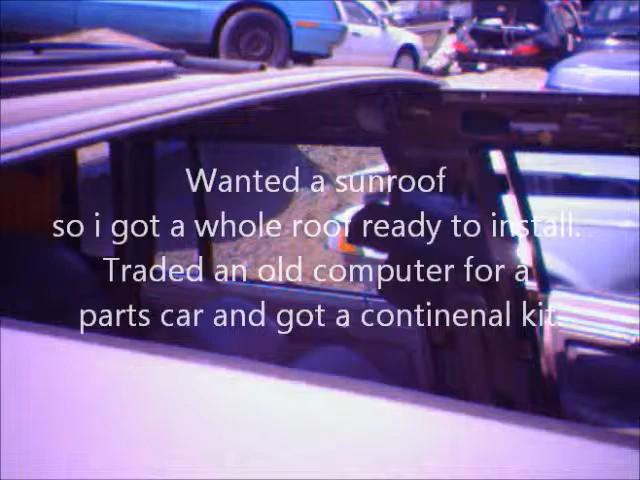 Wanted a sunroof
so i got a whole roof ready to install.
Traded an old computer for a
parts car and got a continenal kit.